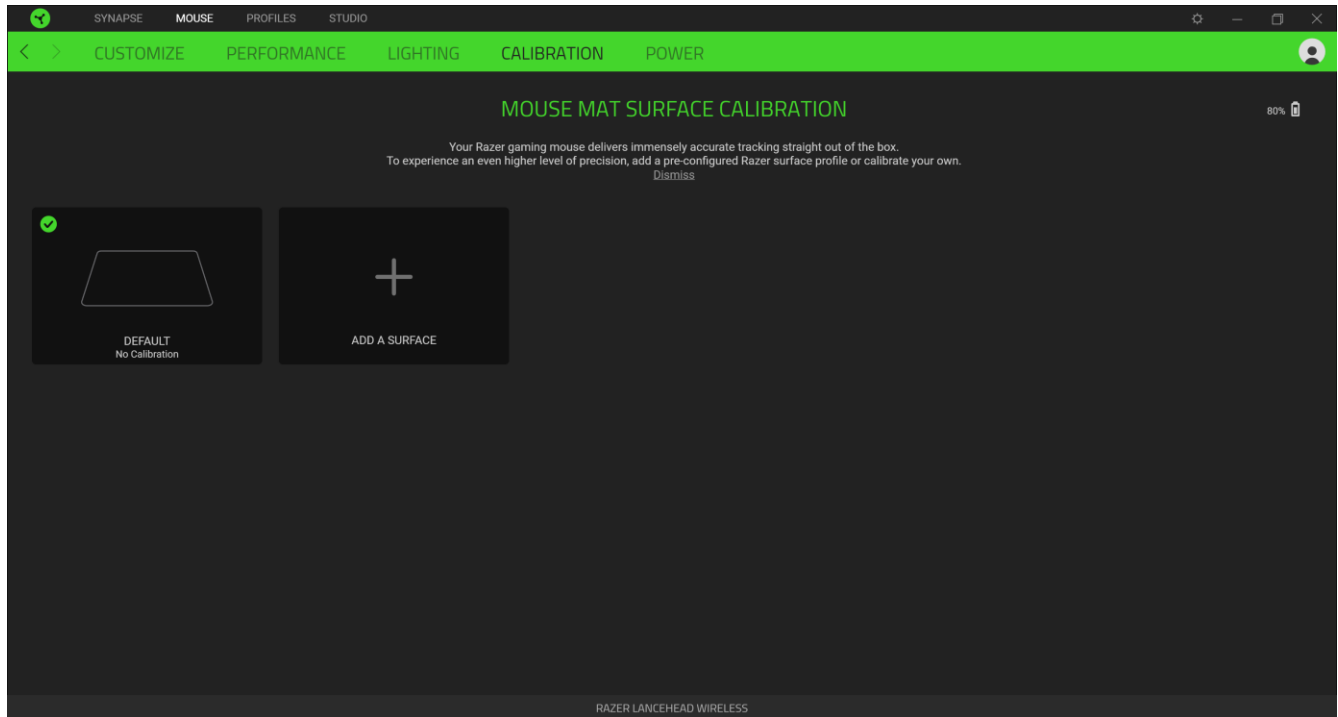 SYNAPSE MOUSE PROFILES STUDIO
CUSTOMIZE PERFORMANCE LIGHTING CALIBRATION POWER
MOUSE MAT SURFACE CALIBRATION
80%
Your Razer gaming mouse delivers immensely accurate tracking straight out of the box.
To experience an even higher level of precision, add a pre-configured Razer surface profile or calibrate your own.
Dismiss
DEFAULT
No Calibration
ADD A SURFACE
RAZER LANCEHEAD WIRELESS